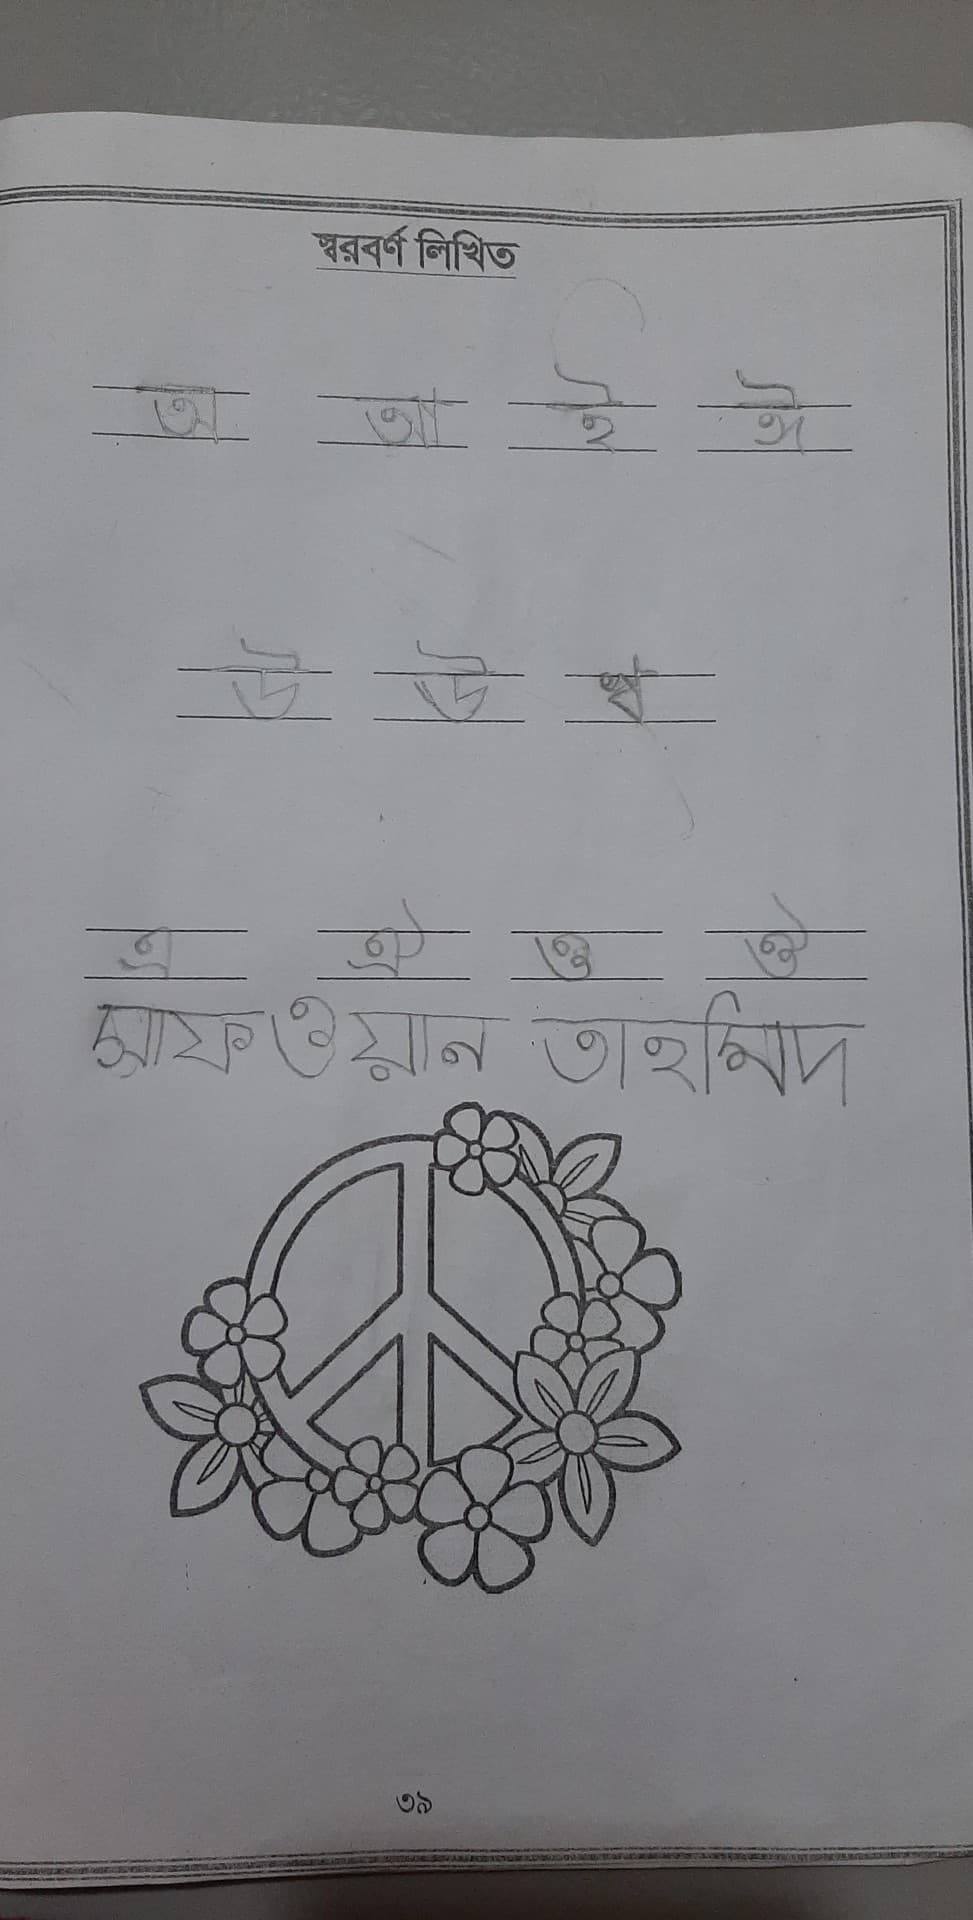 স্বরবর্ণ লিখিত
অ আ ই ঈ
উ উ ঋ
এ ঐ ও ঔ
সাফওয়ান তাহমিদ
৩৯